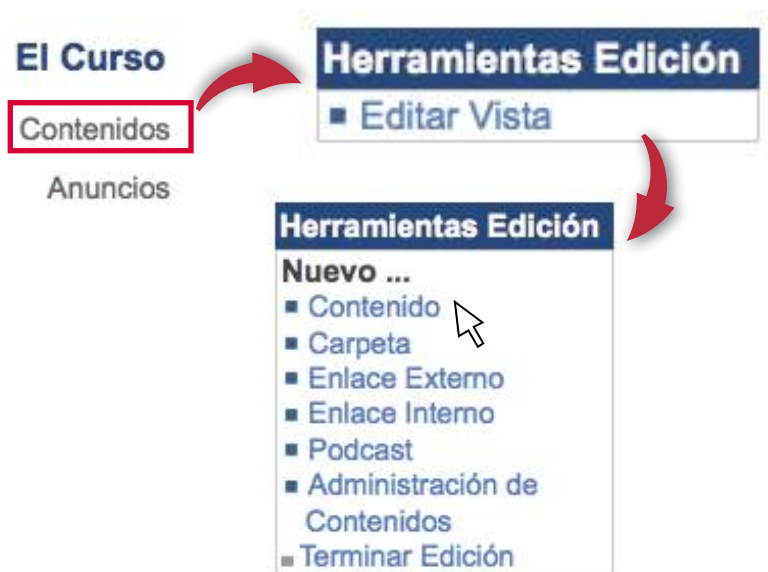 El Curso
Contenidos
Anuncios
Herramientas Edición
Editar Vista
Herramientas Edición
Nuevo ...
Contenido
Carpeta
Enlace Externo
Enlace Interno
Podcast
Administración de
Contenidos
Terminar Edición